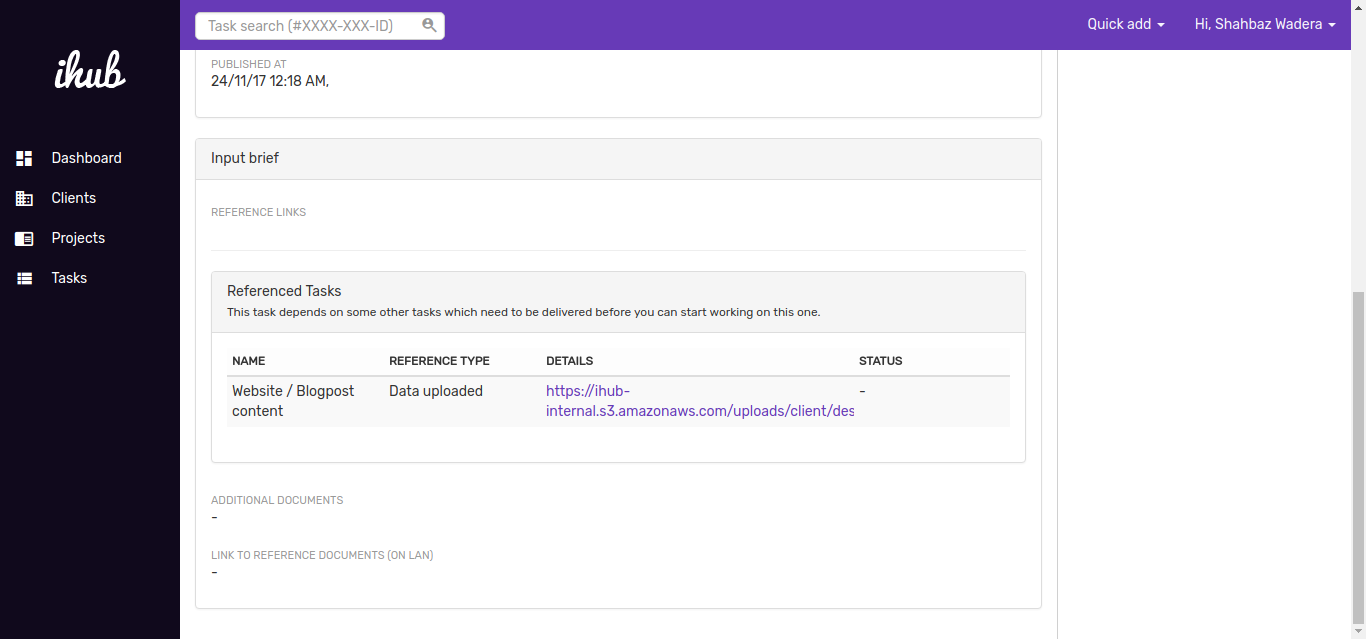 ihub
Task search (#XXXX-XXX-ID)
Quick add
Hi, Shahbaz Wadera
Dashboard
Clients
Projects
Tasks
PUBLISHED AT
24/11/17 12:18 AM,
Input brief
REFERENCE LINKS
Referenced Tasks
This task depends on some other tasks which need to be delivered before you can start working on this one.
NAME REFERENCE TYPE DETAILS STATUS
Website / Blogpost Data uploaded https://ihub- -
content internal.s3.amazonaws.com/uploads/client/des
ADDITIONAL DOCUMENTS
-
LINK TO REFERENCE DOCUMENTS (ON LAN)
-